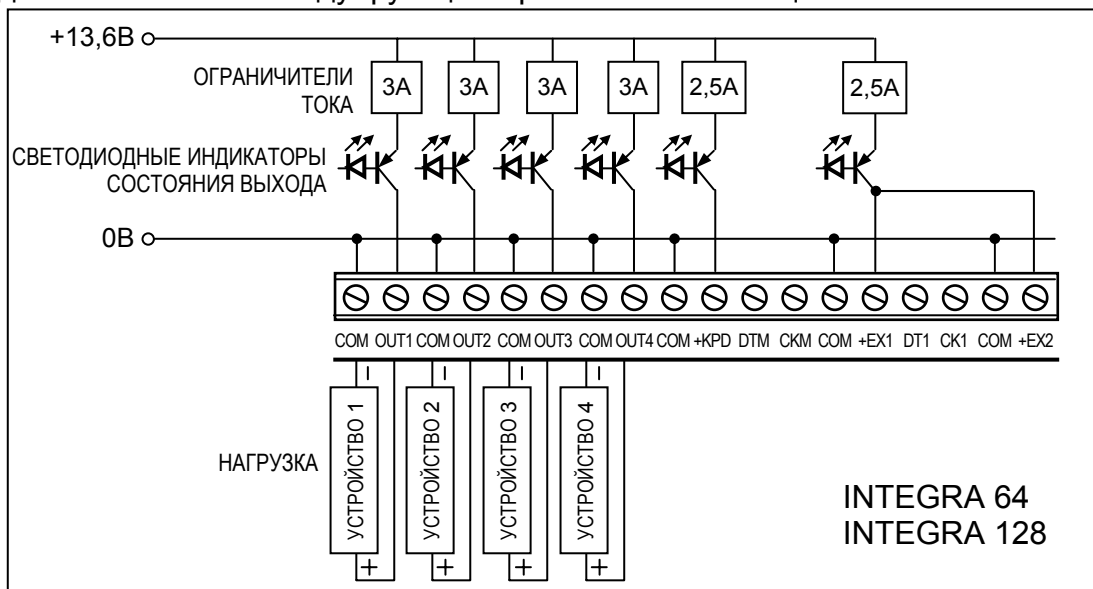 +13,6В
ОГРАНИЧИТЕЛИ
ТОКА
3А 3А 3А 3А 2,5А 2,5А
СВЕТОДИОДНЫЕ ИНДИКАТОРЫ
СОСТОЯНИЯ ВЫХОДА
0В
COM OUT1 COM OUT2 COM OUT3 COM OUT4 COM +KPD DTM CKM COM +EX1 DT1 CK1 COM +EX2
− − − −
НАГРУЗКА
УСТРОЙСТВО 1
УСТРОЙСТВО 2
УСТРОЙСТВО 3
УСТРОЙСТВО 4
+ + + +
INTEGRA 64
INTEGRA 128